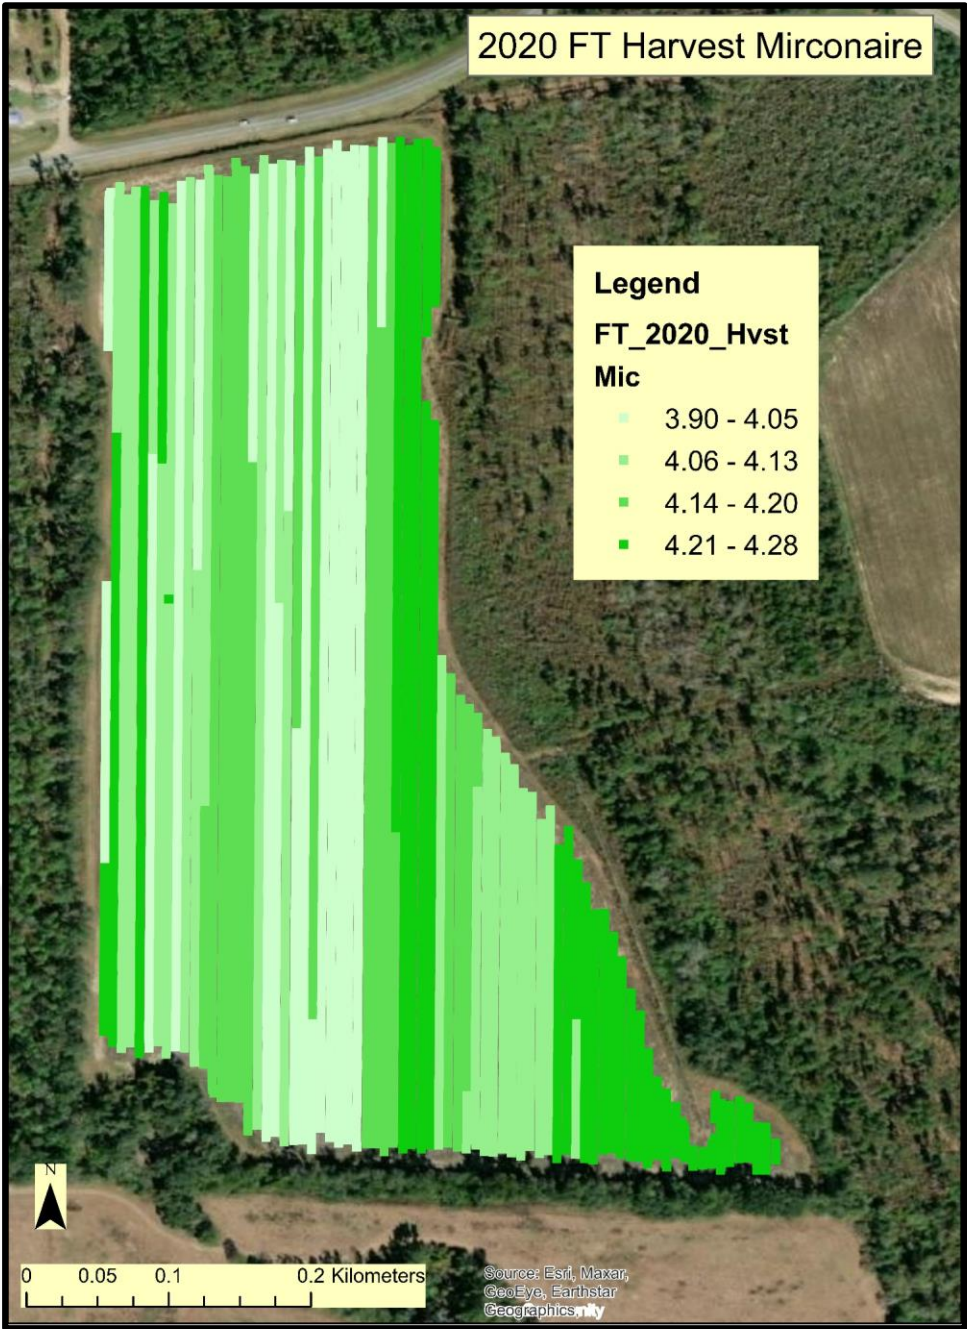 2020 FT Harvest Mirconaire
Legend
FT_2020_Hvst
Mic
3.90 - 4.05
4.06 - 4.13
4.14 - 4.20
4.21 - 4.28
N
0 0.05 0.1 0.2 Kilometers
Source: Esri, Maxar,
GeoEye, Earthstar
Geographics,